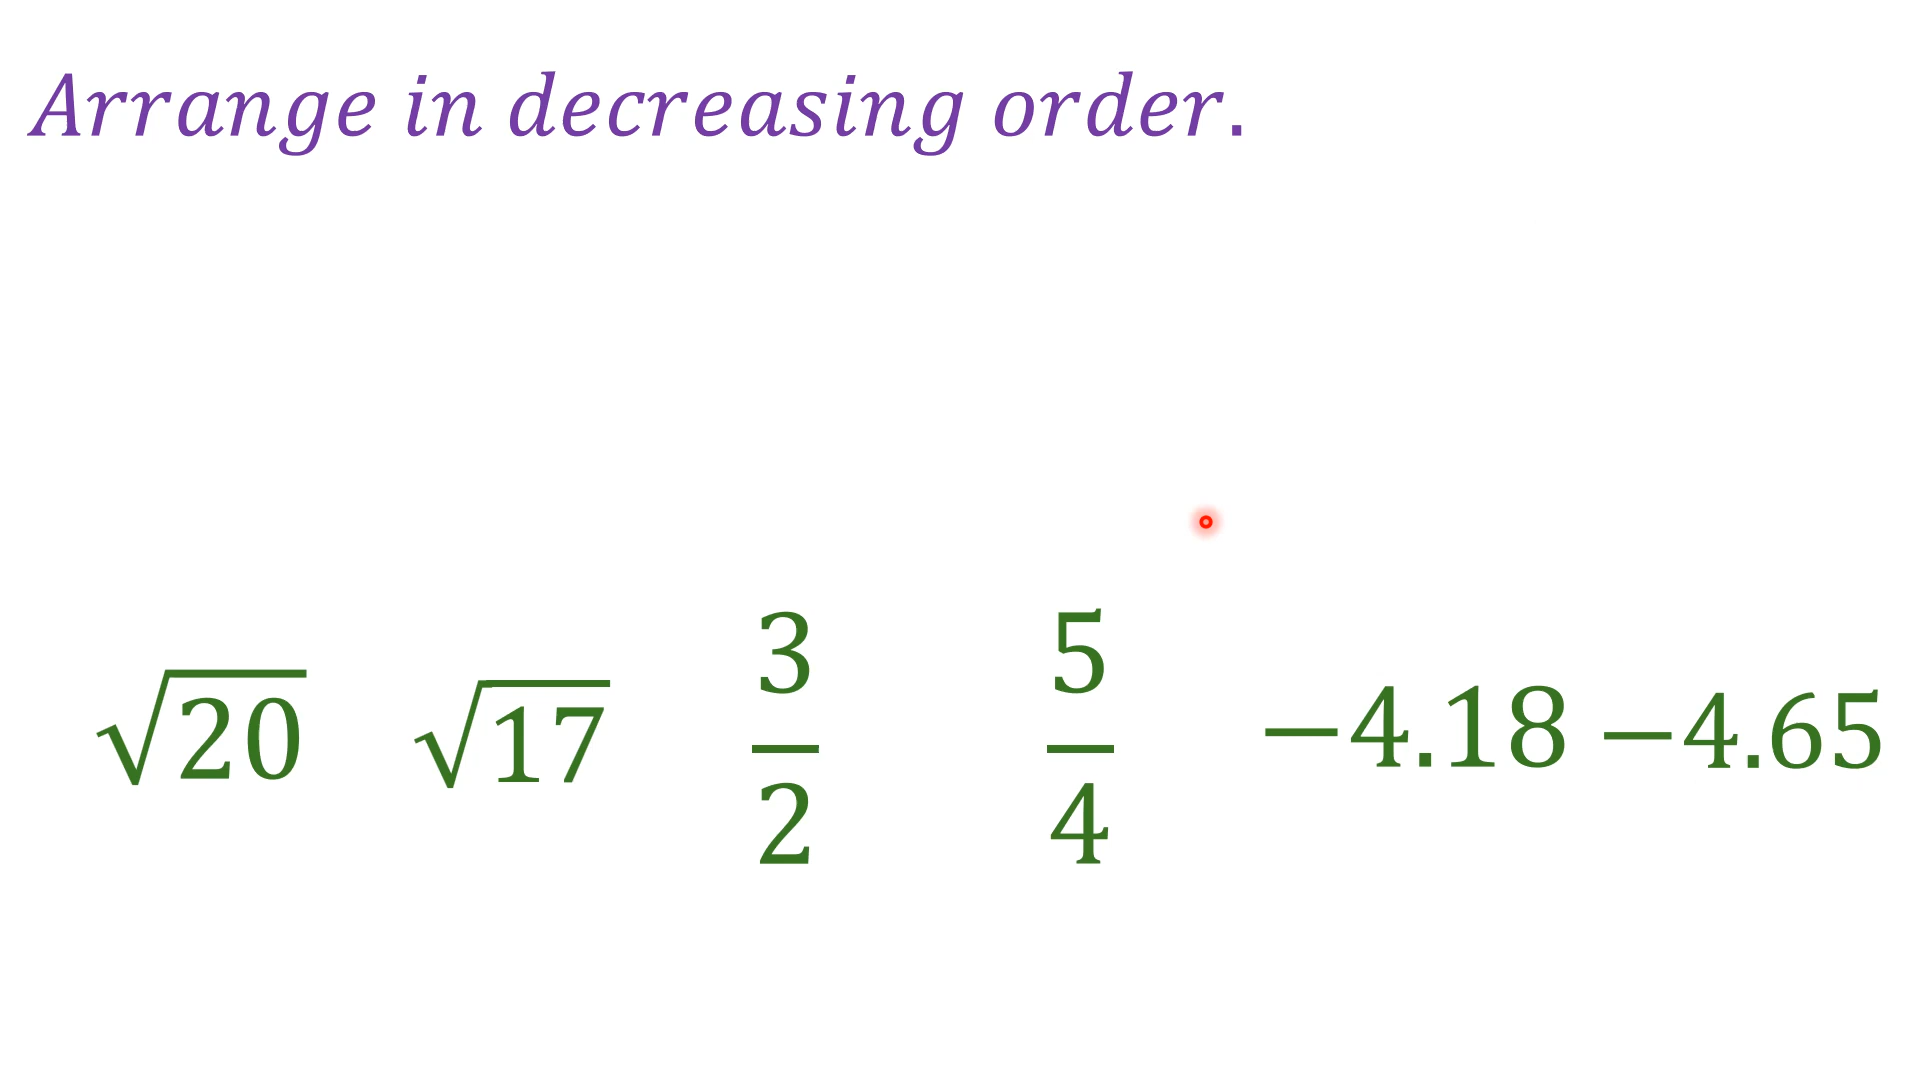 Arrange in decreasing order.
√20 √17 3/2 5/4 −4.18 −4.65